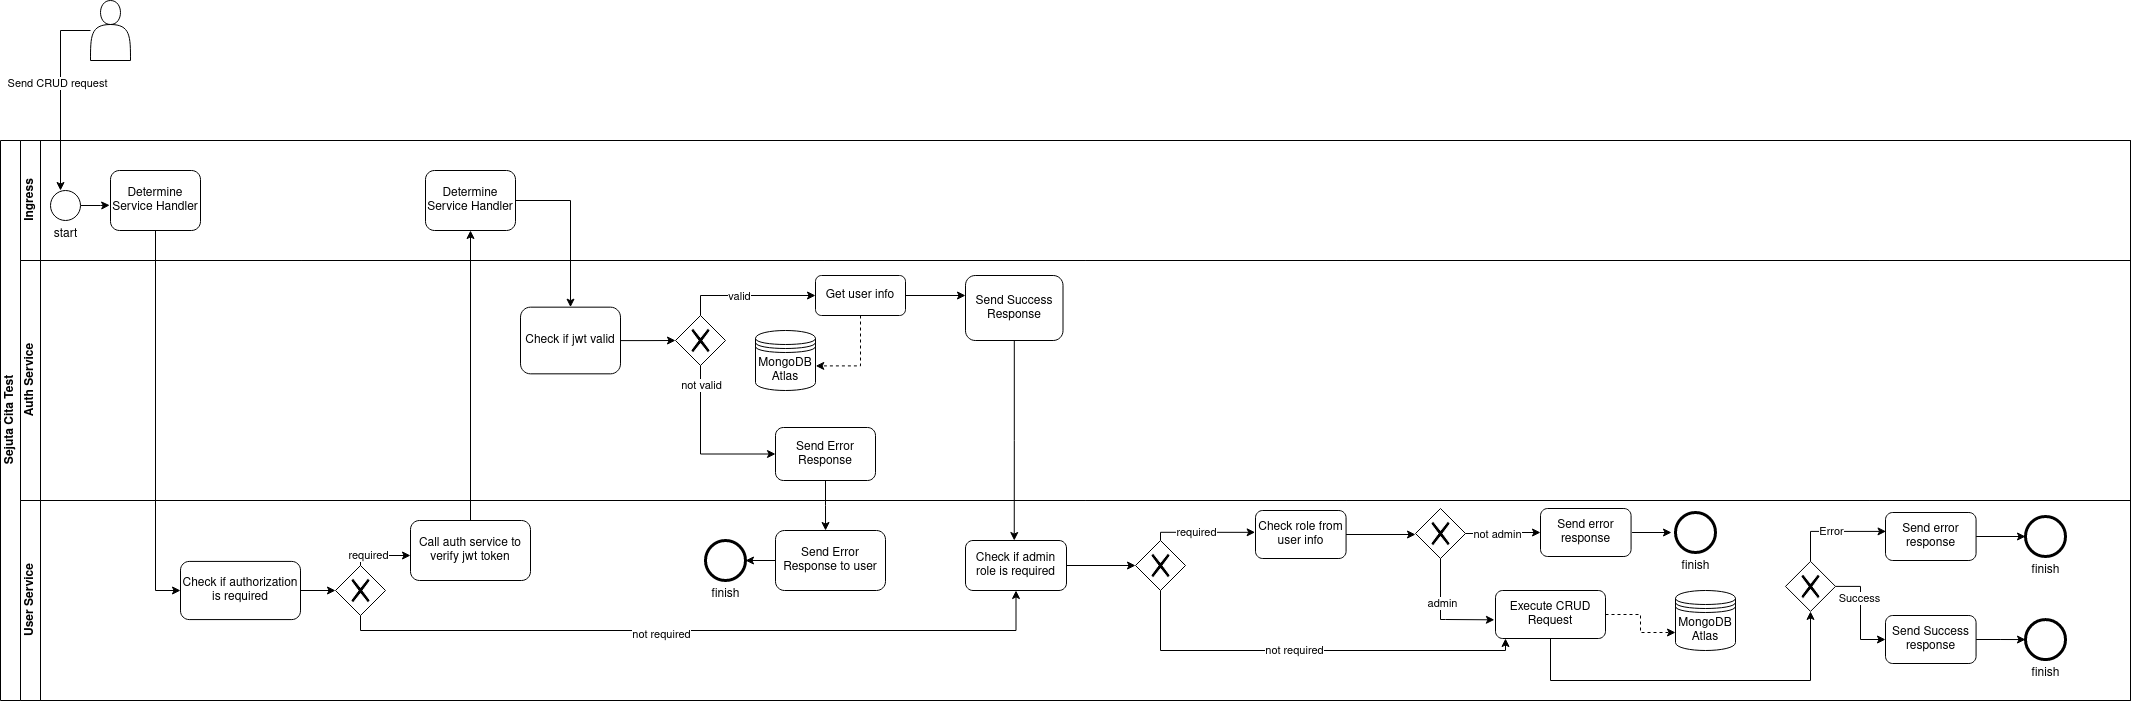 Send CRUD request
Sejuta Cita Test
Ingress
start
Determine
Service Handler
Determine
Service Handler
Auth Service
Check if jwt valid
valid
not valid
Get user info
MongoDB
Atlas
Send Success
Response
Send Error
Response
User Service
Check if authorization
is required
required
not required
Call auth service to
verify jwt token
finish
Send Error
Response to user
Check if admin
role is required
required
not required
Check role from
user info
not admin
admin
Send error
response
finish
Execute CRUD
Request
MongoDB
Atlas
Error
Success
Send error
response
finish
Send Success
response
finish